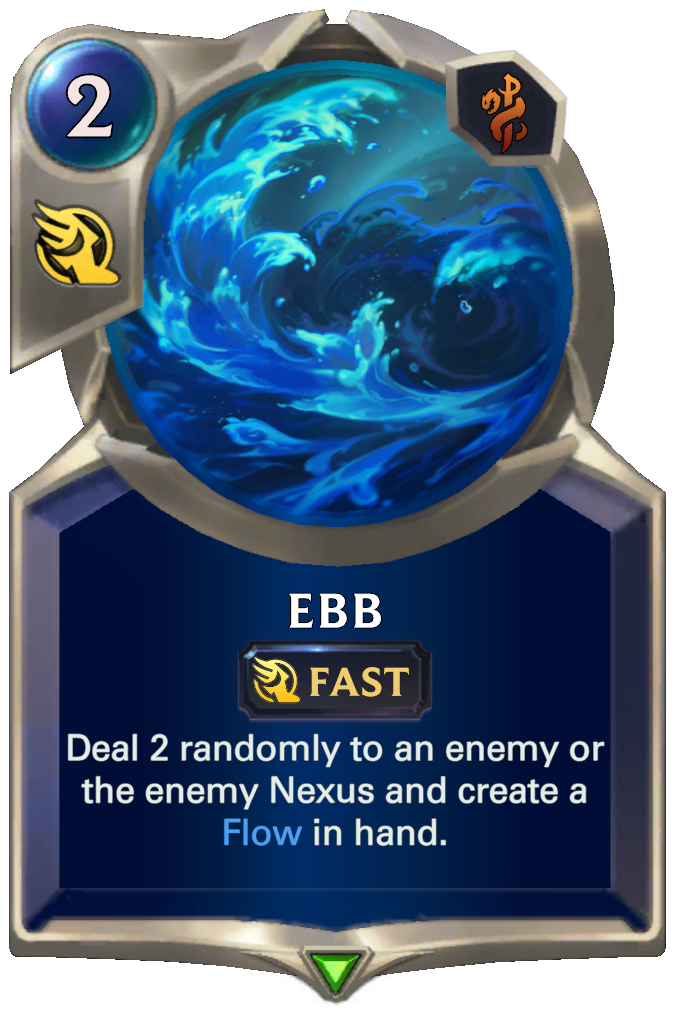 2
EBB
FAST
Deal 2 randomly to an enemy or
the enemy Nexus and create a
Flow in hand.